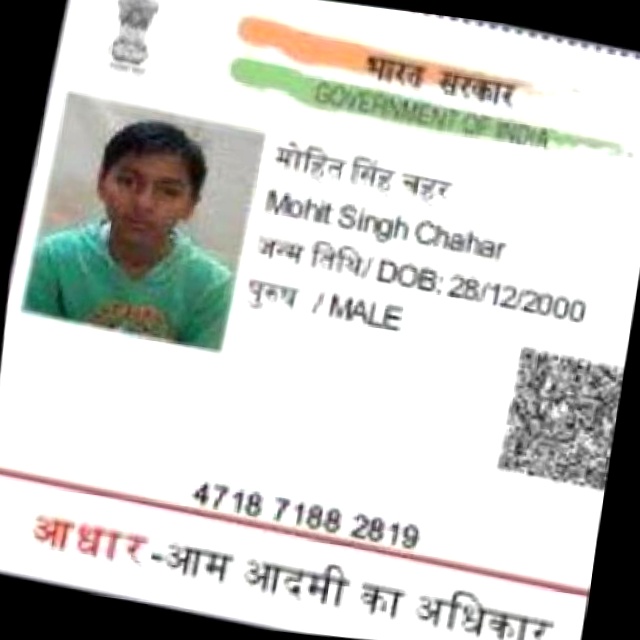 भारत सरकार
GOVERNMENT OF INDIA
मोहित सिंह चहर
Mohit Singh Chahar
जन्म तिथि/ DOB: 28/12/2000
पुरुष / MALE
4718 7188 2819
आधार-आम आदमी का अधिकार